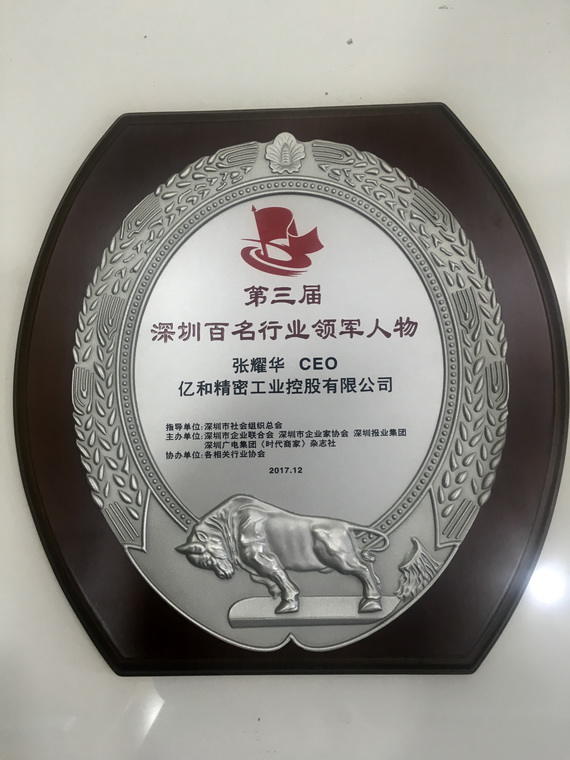 第三届
深圳百名行业领军人物
张耀华 CEO
亿和精密工业控股有限公司
指导单位:深圳市社会组织总会
主办单位:深圳市企业联合会 深圳市企业家协会 深圳报业集团
深圳广电集团《时代商家》杂志社
协办单位:各相关行业协会
2017.12